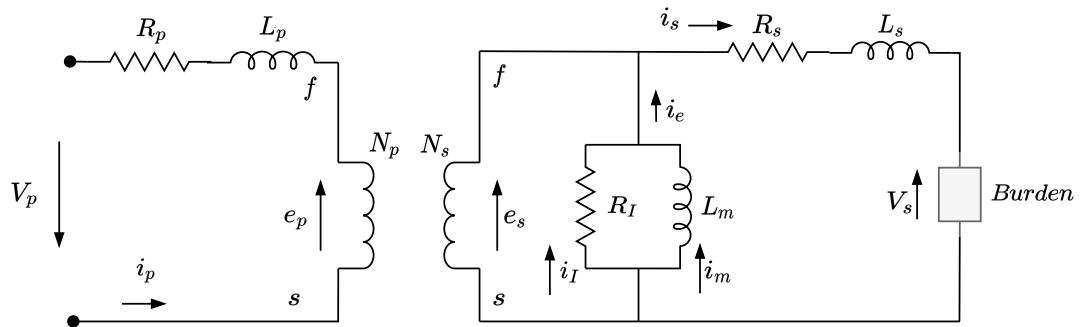 i_s
R_s
L_s
R_p
L_p
f
f
i_e
N_p
N_s
V_p
e_p
e_s
R_I
L_m
V_s
Burden
i_p
s
s
i_I
i_m